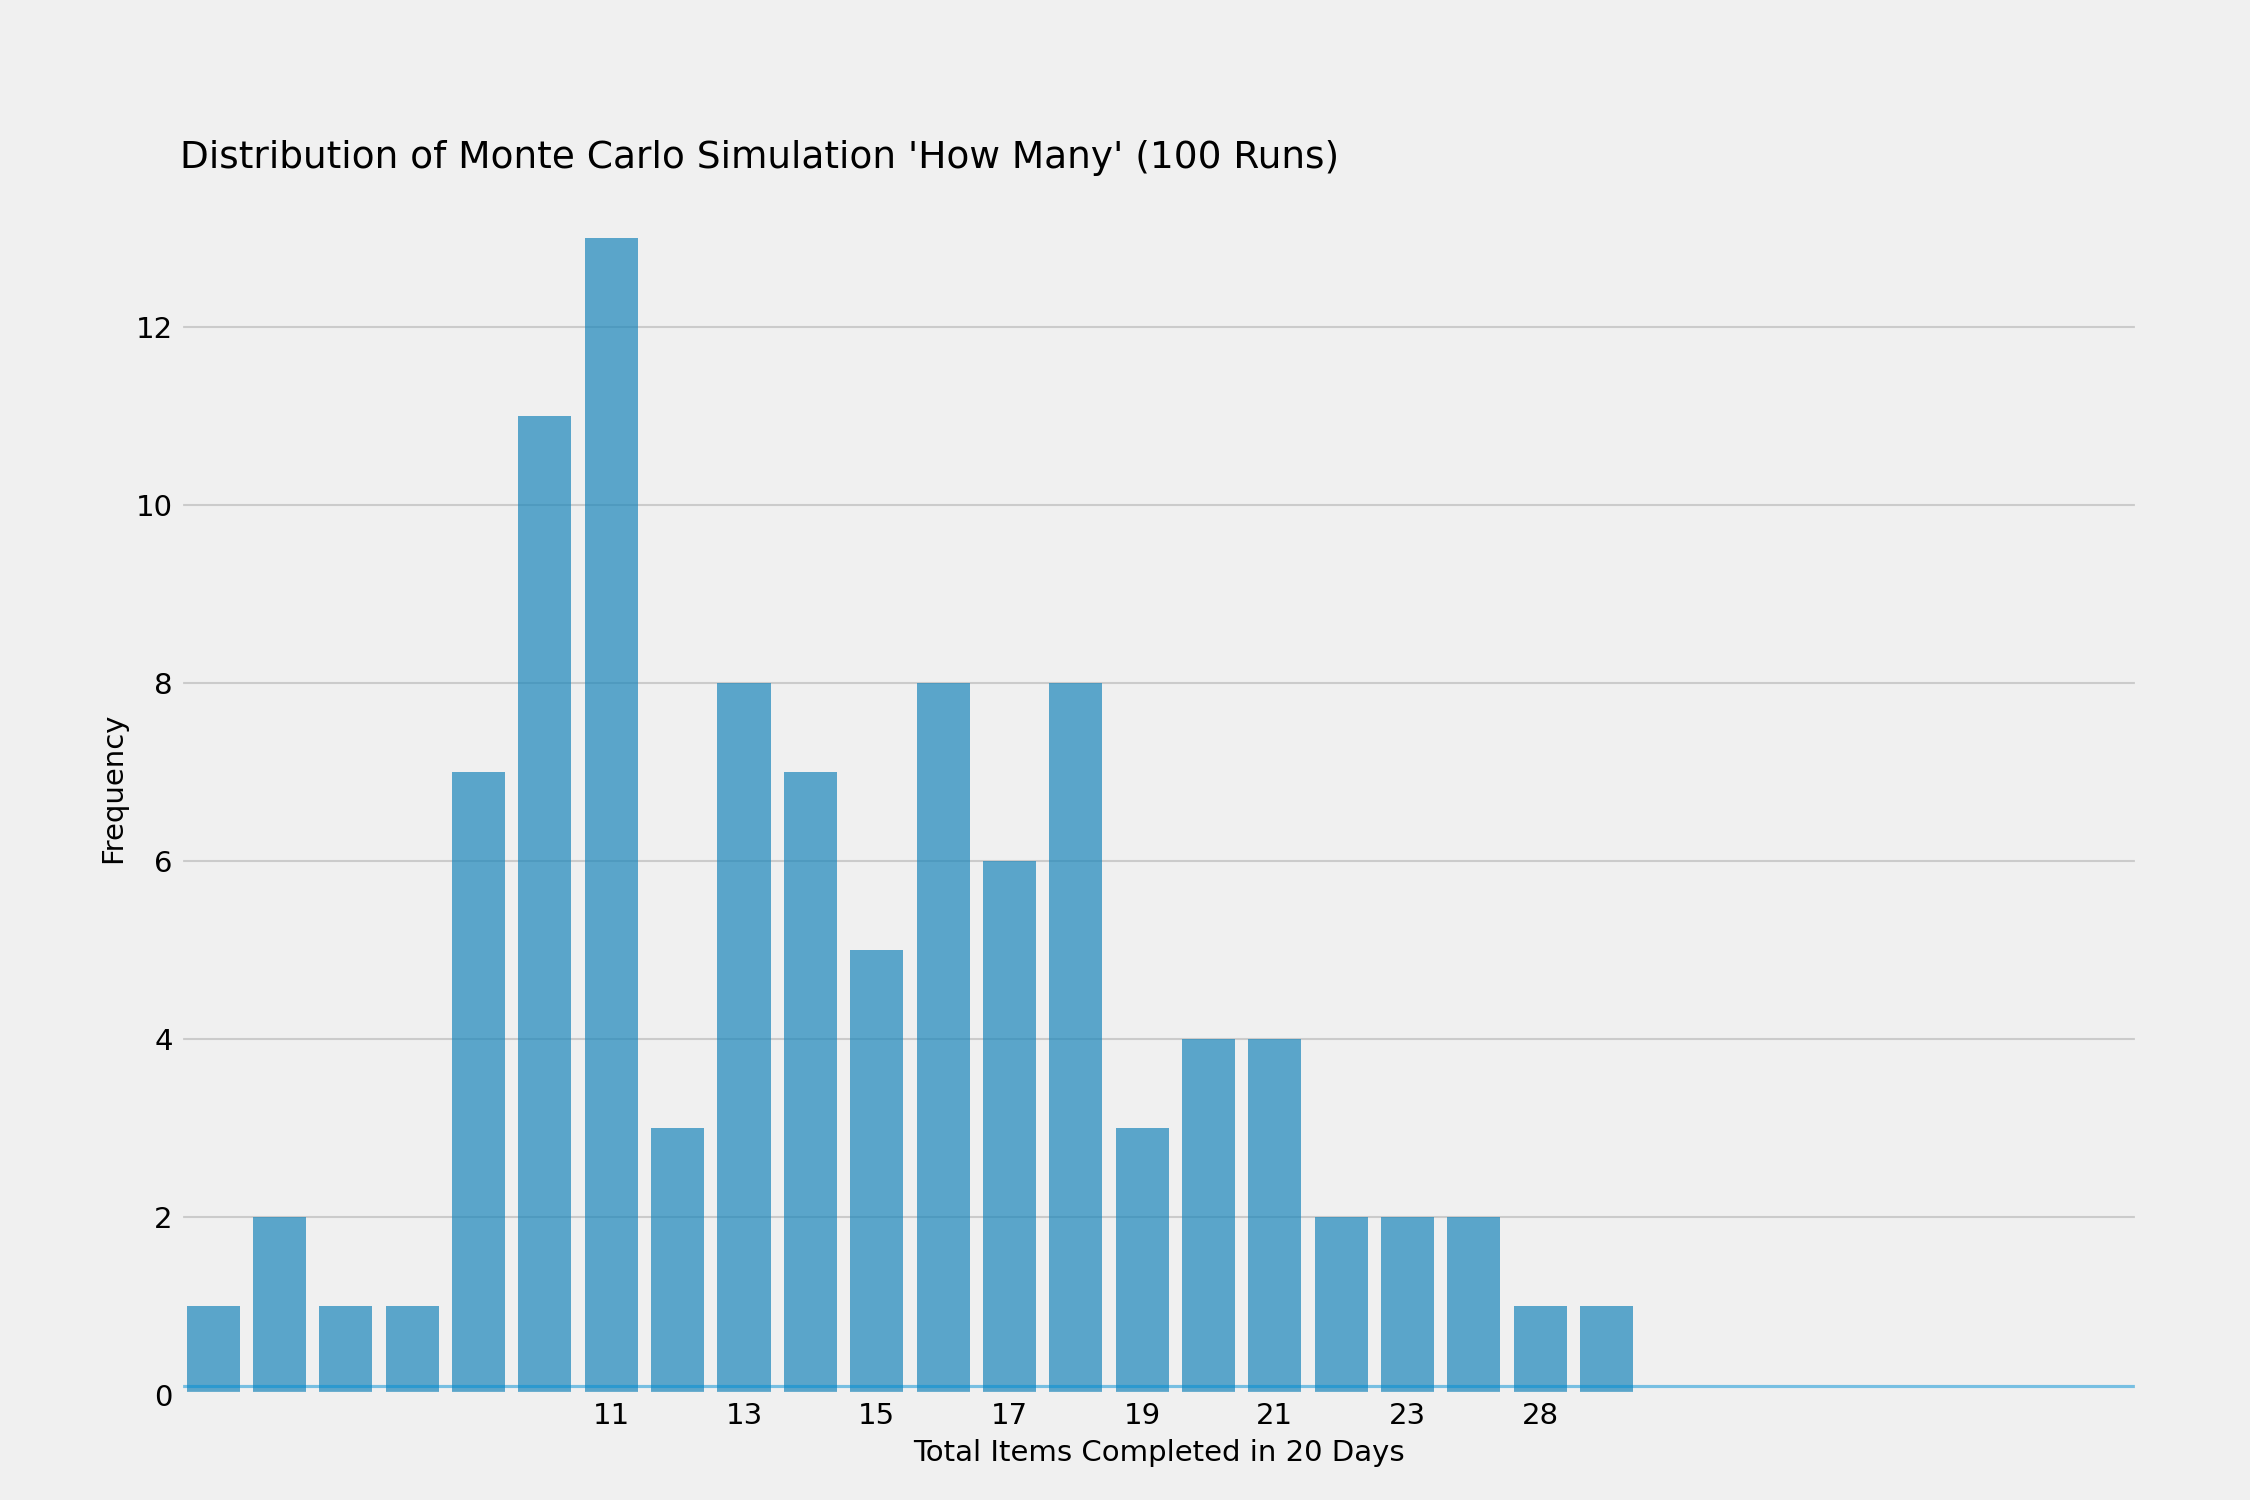 Distribution of Monte Carlo Simulation 'How Many' (100 Runs)
12
10
8
6
4
2
0
Frequency
11 13 15 17 19 21 23 28
Total Items Completed in 20 Days